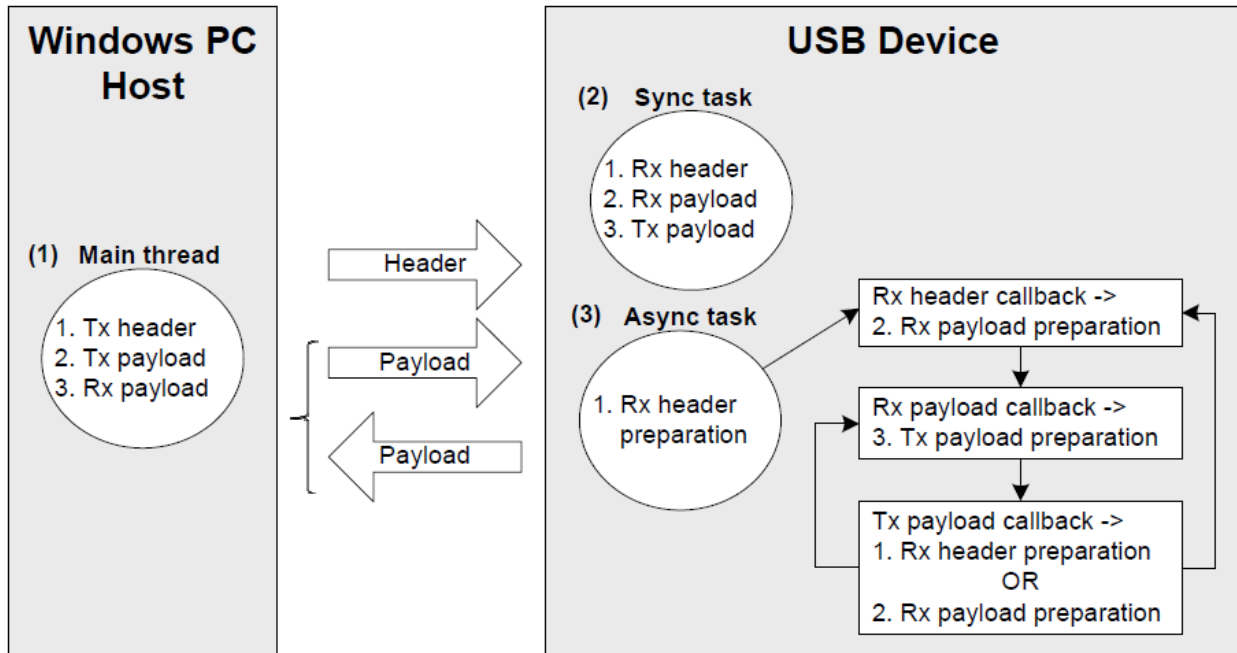 Windows PC
Host
(1) Main thread
1. Tx header
2. Tx payload
3. Rx payload
Header
Payload
Payload
USB Device
(2) Sync task
1. Rx header
2. Rx payload
3. Tx payload
(3) Async task
1. Rx header
preparation
Rx header callback ->
2. Rx payload preparation
Rx payload callback ->
3. Tx payload preparation
Tx payload callback ->
1. Rx header preparation
OR
2. Rx payload preparation